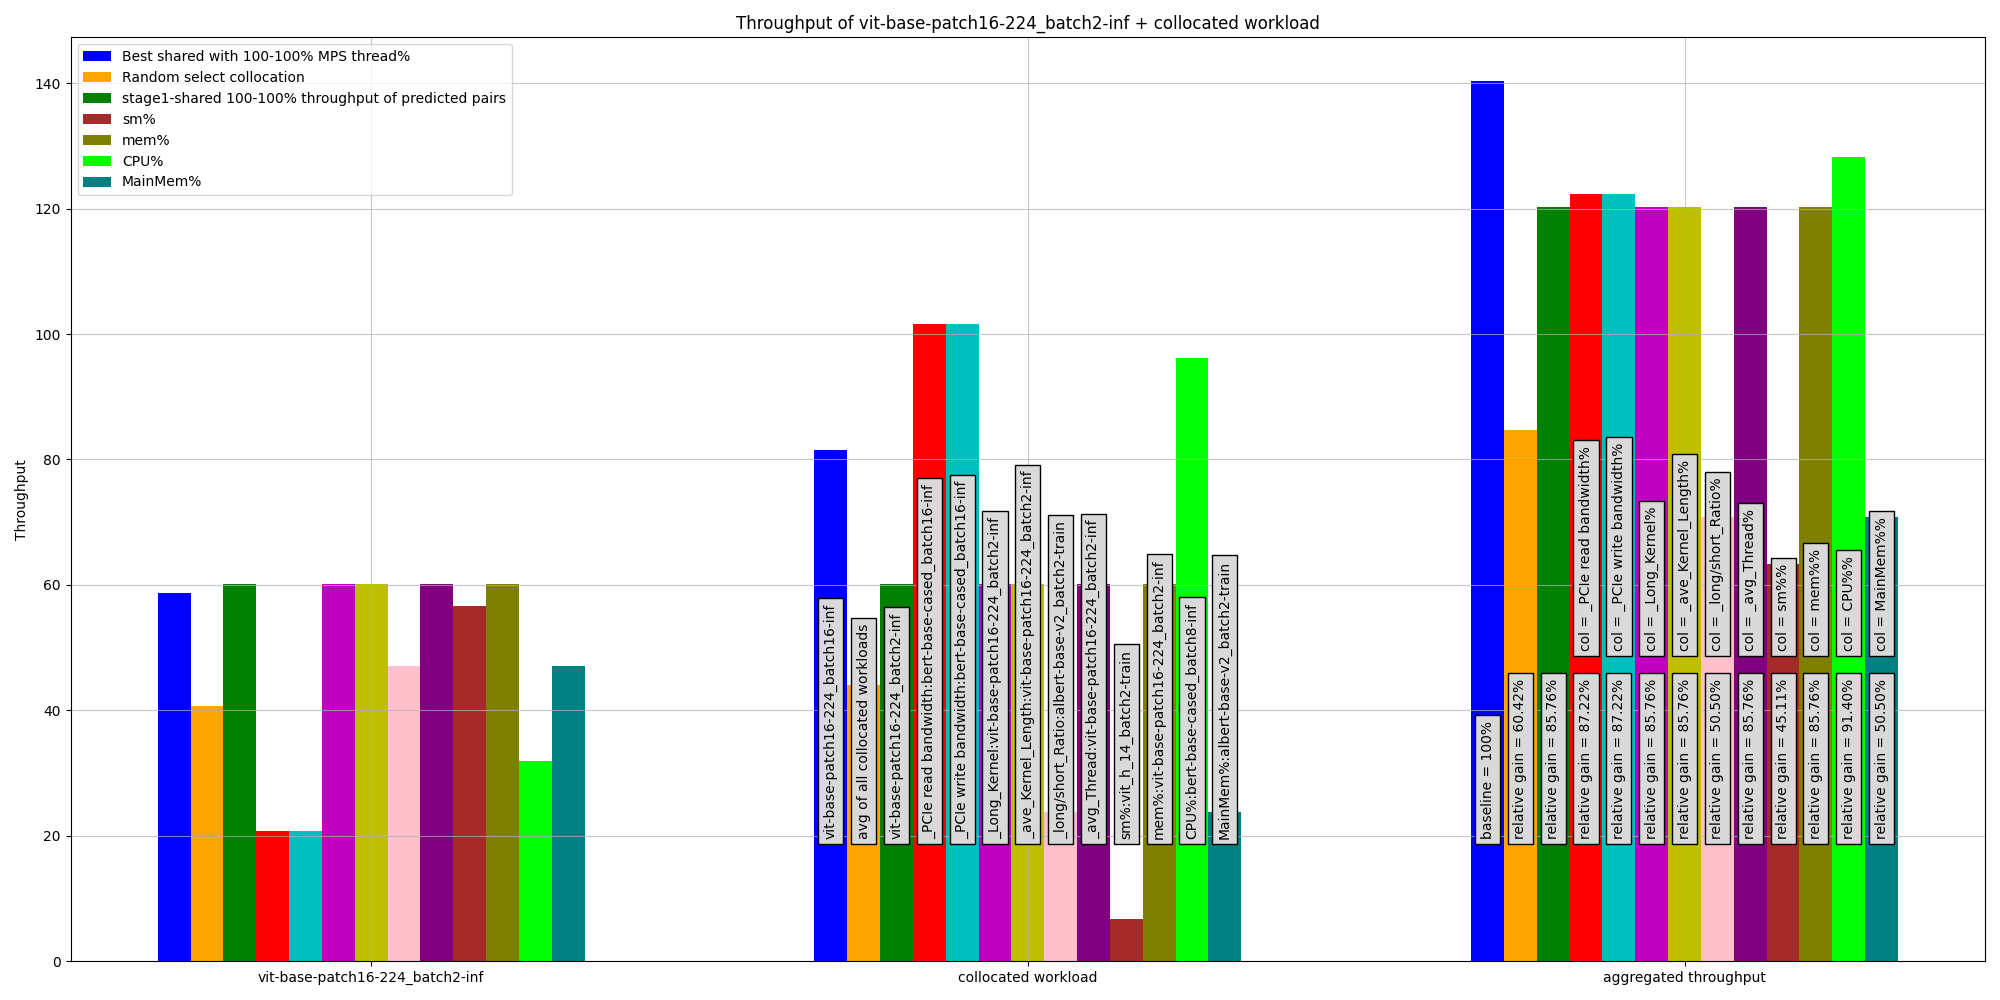 Throughput of vit-base-patch16-224_batch2-inf + collocated workload
Best shared with 100-100% MPS thread%
Random select collocation
stage1-shared 100-100% throughput of predicted pairs
sm%
mem%
CPU%
MainMem%
Throughput
140
120
100
80
60
40
20
0
vit-base-patch16-224_batch16-inf
avg of all collocated workloads
vit-base-patch16-224_batch2-inf
_PCIe read bandwidth:bert-base-cased_batch16-inf
_PCIe write bandwidth:bert-base-cased_batch16-inf
_Long_Kernel:vit-base-patch16-224_batch2-inf
_ave_Kernel_Length:vit-base-patch16-224_batch2-inf
_long/short_Ratio:albert-base-v2_batch2-train
_avg_Thread:vit-base-patch16-224_batch2-inf
sm%:vit_h_14_batch2-train
mem%:vit-base-patch16-224_batch2-inf
CPU%:bert-base-cased_batch8-inf
MainMem%:albert-base-v2_batch2-train
col = _PCIe read bandwidth%
col = _PCIe write bandwidth%
col = _Long_Kernel%
col = _ave_Kernel_Length%
col = _long/short_Ratio%
col = _avg_Thread%
col = sm%%
col = mem%%
col = CPU%%
col = MainMem%%
baseline = 100%
relative gain = 60.42%
relative gain = 85.76%
relative gain = 87.22%
relative gain = 87.22%
relative gain = 85.76%
relative gain = 85.76%
relative gain = 50.50%
relative gain = 85.76%
relative gain = 45.11%
relative gain = 85.76%
relative gain = 91.40%
relative gain = 50.50%
vit-base-patch16-224_batch2-inf
collocated workload
aggregated throughput